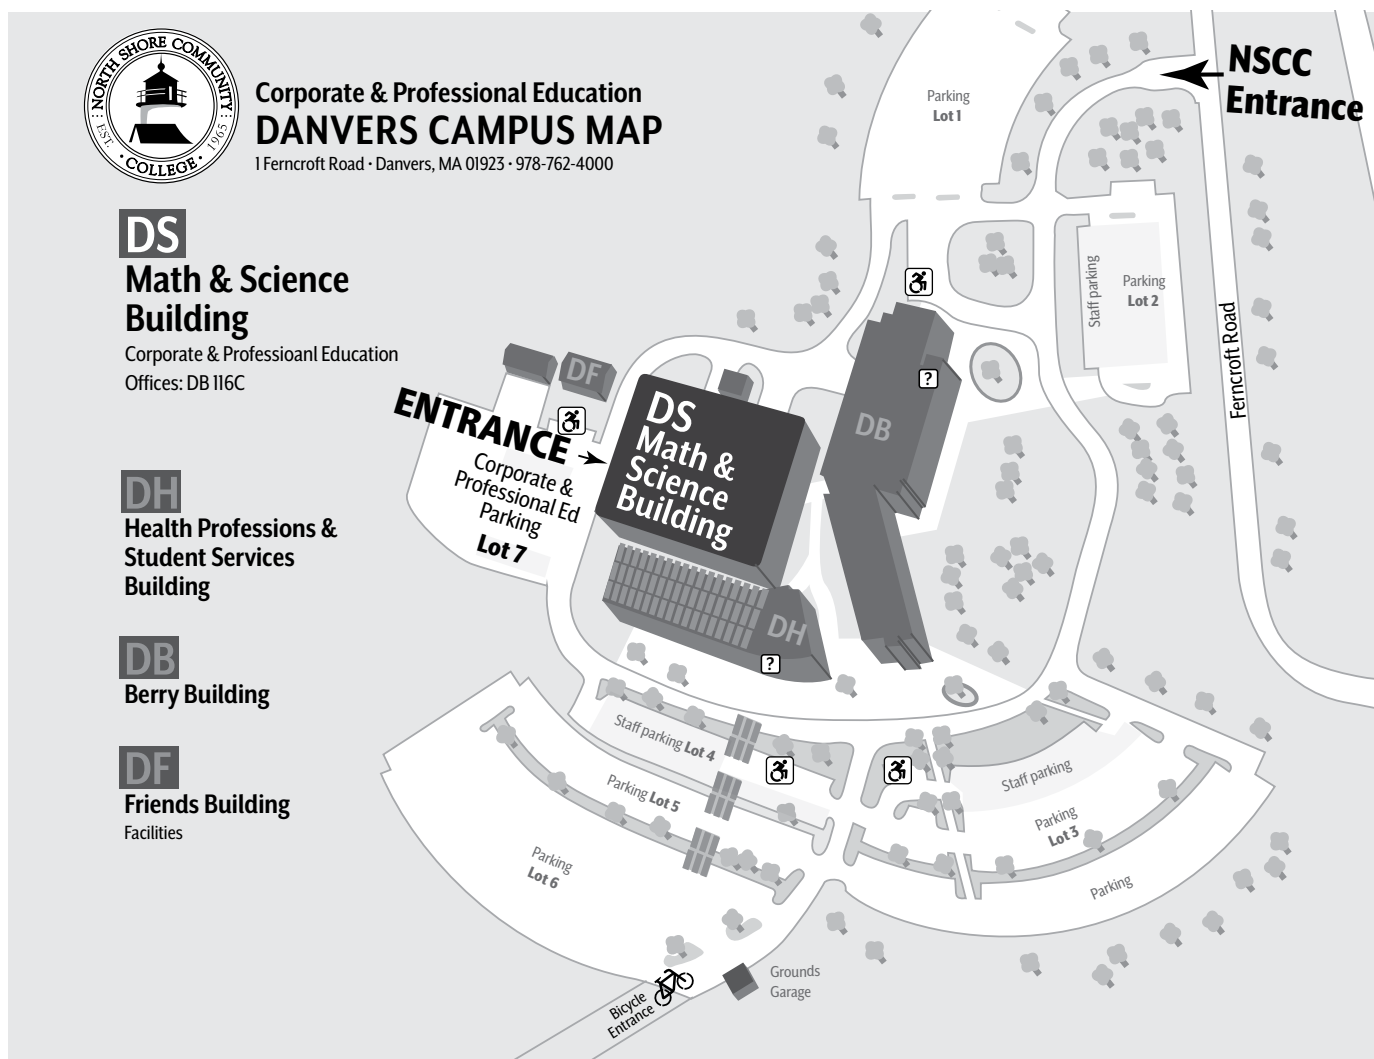 NORTH SHORE COMMUNITY
• COLLEGE •
EST.
1965
Corporate & Professional Education
DANVERS CAMPUS MAP
1 Ferncroft Road • Danvers, MA 01923 • 978-762-4000
DS
Math & Science
Building
Corporate & Professioanl Education
Offices: DB 116C
DH
Health Professions &
Student Services
Building
DB
Berry Building
DF
Friends Building
Facilities
NSCC
Entrance
Parking
Lot 1
Staff parking
Parking
Lot 2
Ferncroft Road
DF
ENTRANCE
Corporate &
Professional Ed
Parking
Lot 7
DS
Math &
Science
Building
DB
?
DH
?
Staff parking Lot 4
Parking Lot 5
Parking
Lot 6
Staff parking
Parking
Lot 3
Parking
Grounds
Garage
Bicycle
Entrance